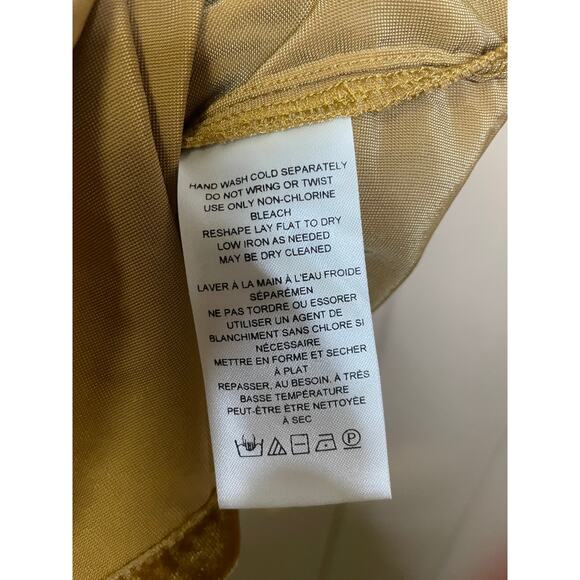 HAND WASH COLD SEPARATELY
DO NOT WRING OR TWIST
USE ONLY NON-CHLORINE
BLEACH
RESHAPE LAY FLAT TO DRY
LOW IRON AS NEEDED
MAY BE DRY CLEANED
LAVER À LA MAIN À L'EAU FROIDE
SÉPARÉMEN
NE PAS TORDRE OU ESSORER
UTILISER UN AGENT DE
BLANCHIMENT SANS CHLORE SI
NÉCESSAIRE
METTRE EN FORME ET SECHER
À PLAT
REPASSER, AU BESOIN, À TRÈS
BASSE TEMPÉRATURE
PEUT-ÊTRE ÊTRE NETTOYÉE
À SEC
P